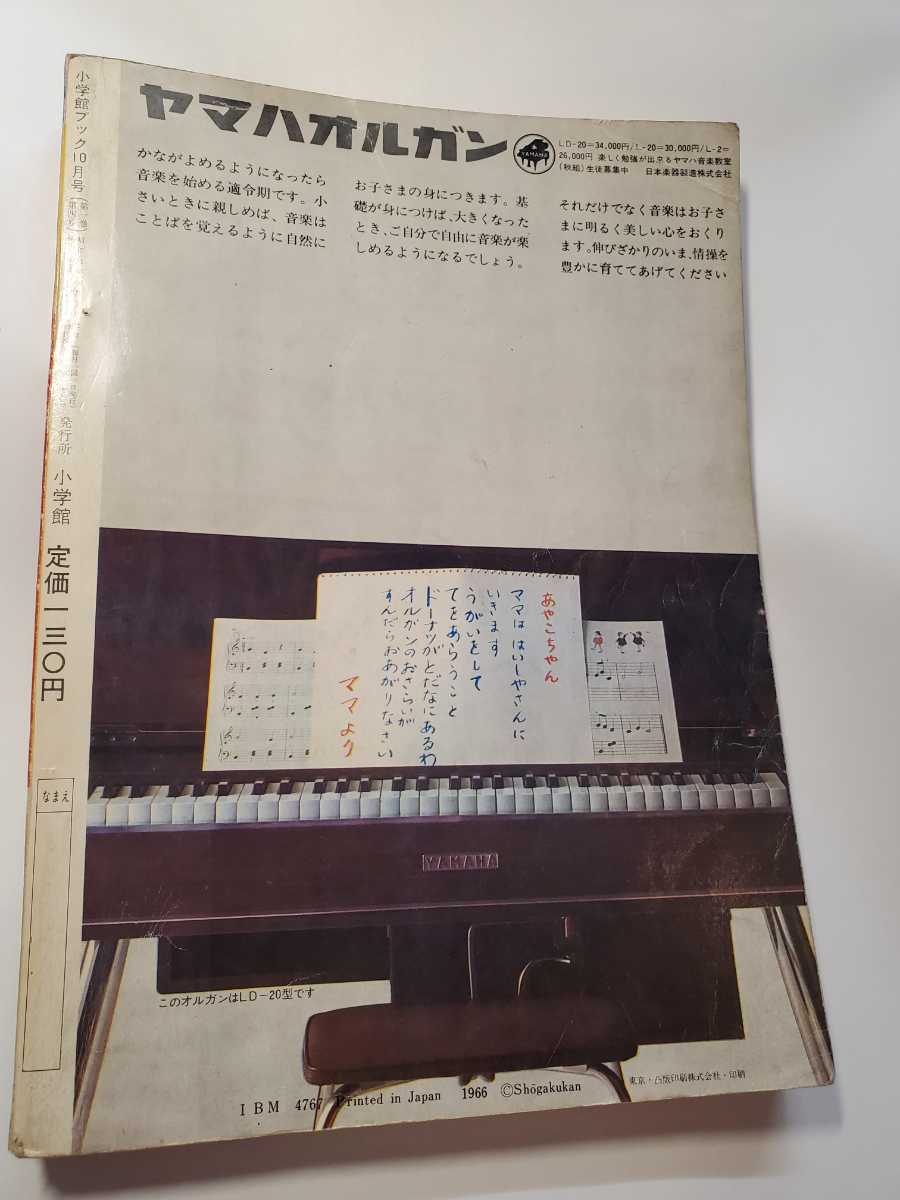 ヤマハオルガン
YAMAHA
LD-20=34,000円/L-20=30,000円/L-2=
26,000円 楽しく勉強が出来るヤマハ音楽教室
(秋組)生徒募集中 日本楽器製造株式会社
かながよめるようになったら
音楽を始める適令期です。小
さいときに親しめば、音楽は
ことばを覚えるように自然に
お子さまの身につきます。基
礎が身につけば、大きくなった
とき、ご自分で自由に音楽が楽
しめるようになるでしょう。
それだけでなく音楽はお子さ
まに明るく美しい心をおくり
ます。伸びざかりのいま、情操を
豊かに育ててあげてください
あやこちゃん
ママは はいしやさんに
いきます
うがいをして
てをあらうこと
ドーナツがとだなにあるわ
オルガンのおさらいが
すんだらおあがりなさい
ママより
YAMAHA
このオルガンはLD-20型です
東京・凸版印刷株式会社・印刷
IBM 4767 Printed in Japan 1966 ©Shōgakukan
小学館ブック10月号
発行所 小学館 定価一三〇円
なまえ